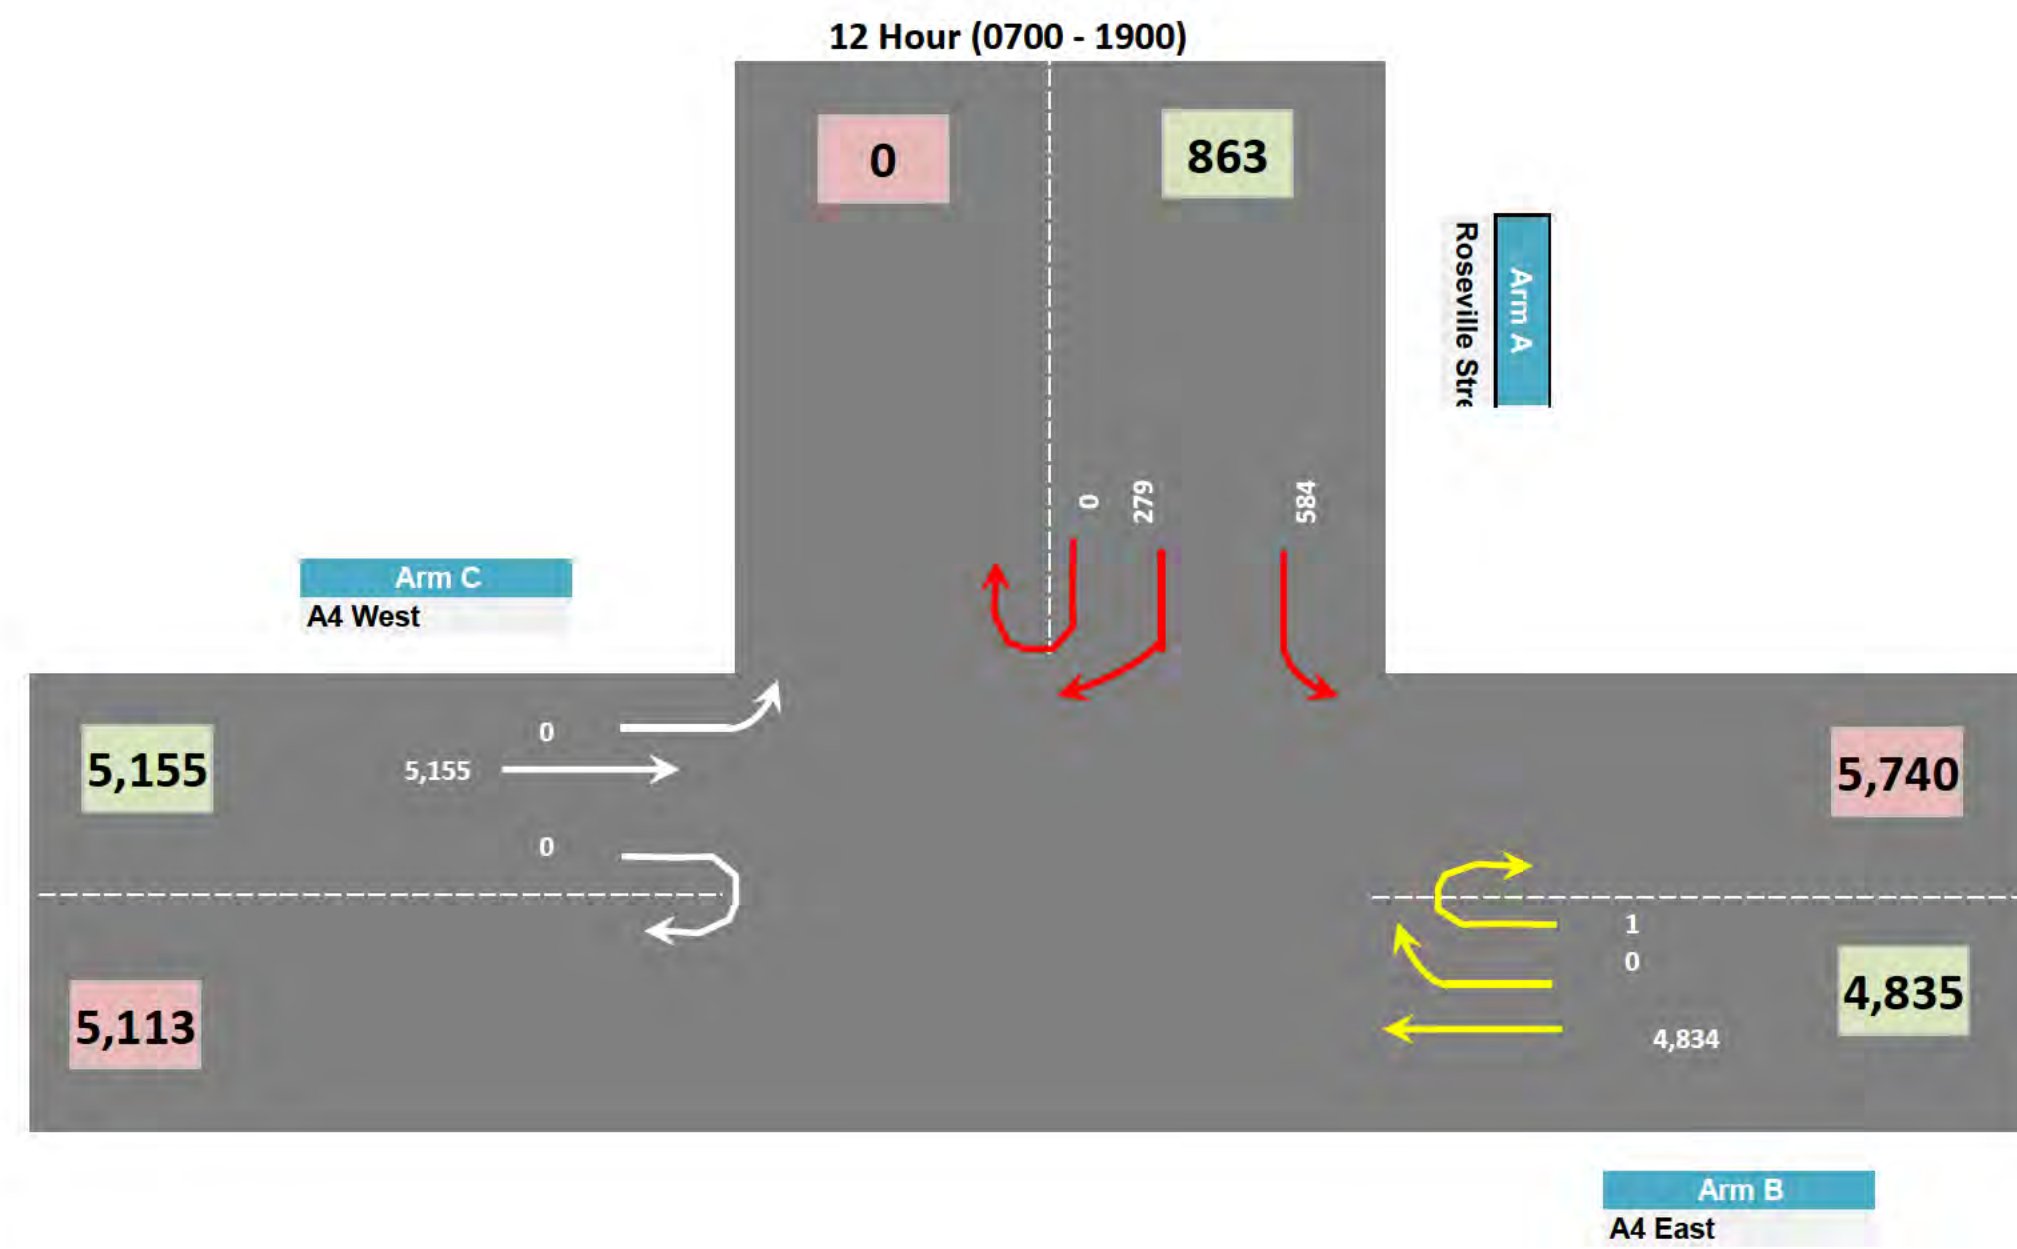 12 Hour (0700 - 1900)
0
863
Arm A
Roseville Stre
0
279
584
Arm C
A4 West
5,155
0
5,155
0
5,113
5,740
1
0
4,835
4,834
Arm B
A4 East